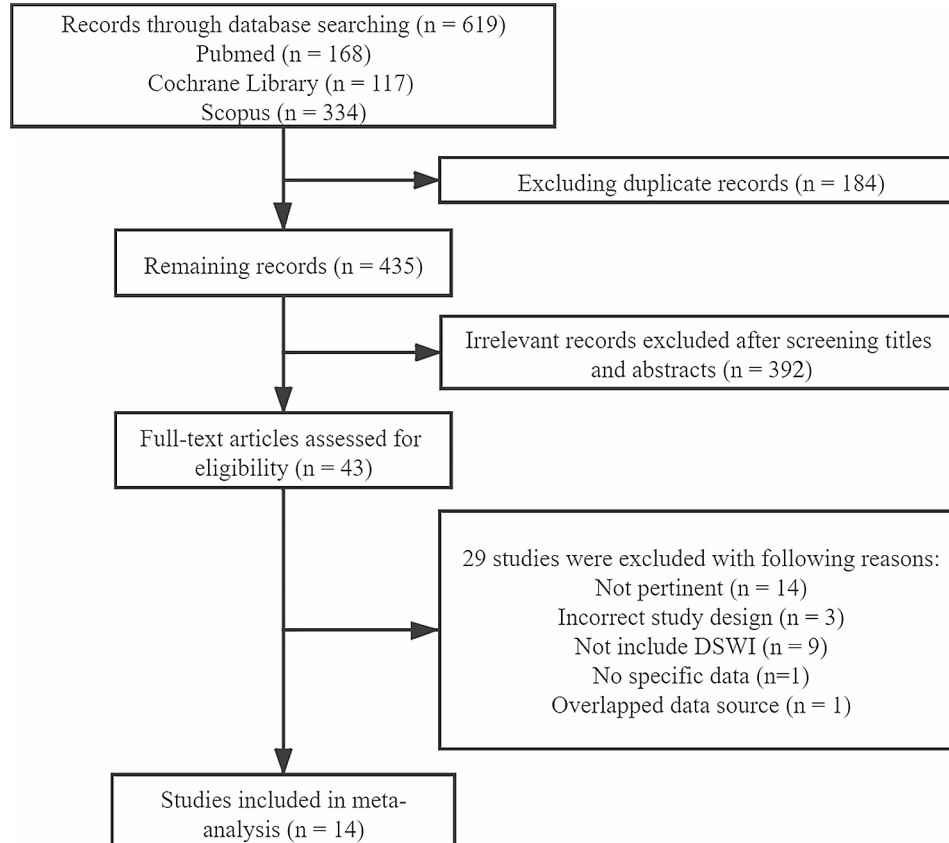 Records through database searching (n = 619)
Pubmed (n = 168)
Cochrane Library (n = 117)
Scopus (n = 334)
Excluding duplicate records (n = 184)
Remaining records (n = 435)
Irrelevant records excluded after screening titles
and abstracts (n = 392)
Full-text articles assessed for
eligibility (n = 43)
29 studies were excluded with following reasons:
Not pertinent (n = 14)
Incorrect study design (n = 3)
Not include DSWI (n = 9)
No specific data (n=1)
Overlapped data source (n = 1)
Studies included in meta-
analysis (n = 14)